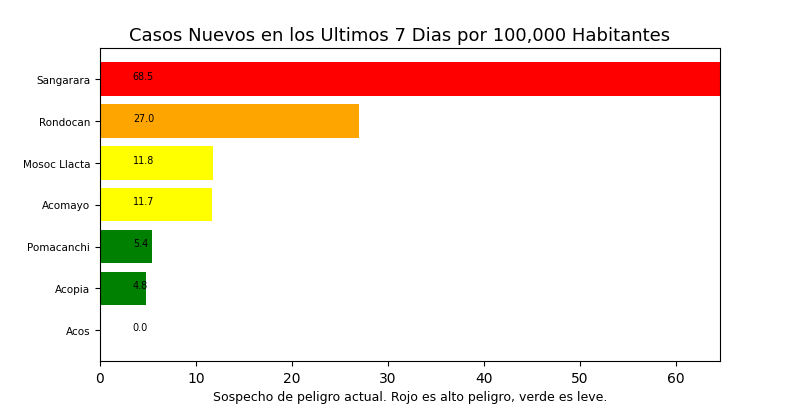 Casos Nuevos en los Ultimos 7 Dias por 100,000 Habitantes
Sangarara 68.5
Rondocan 27.0
Mosoc Llacta 11.8
Acomayo 11.7
Pomacanchi 5.4
Acopia 4.8
Acos 0.0
0 10 20 30 40 50 60
Sospecho de peligro actual. Rojo es alto peligro, verde es leve.